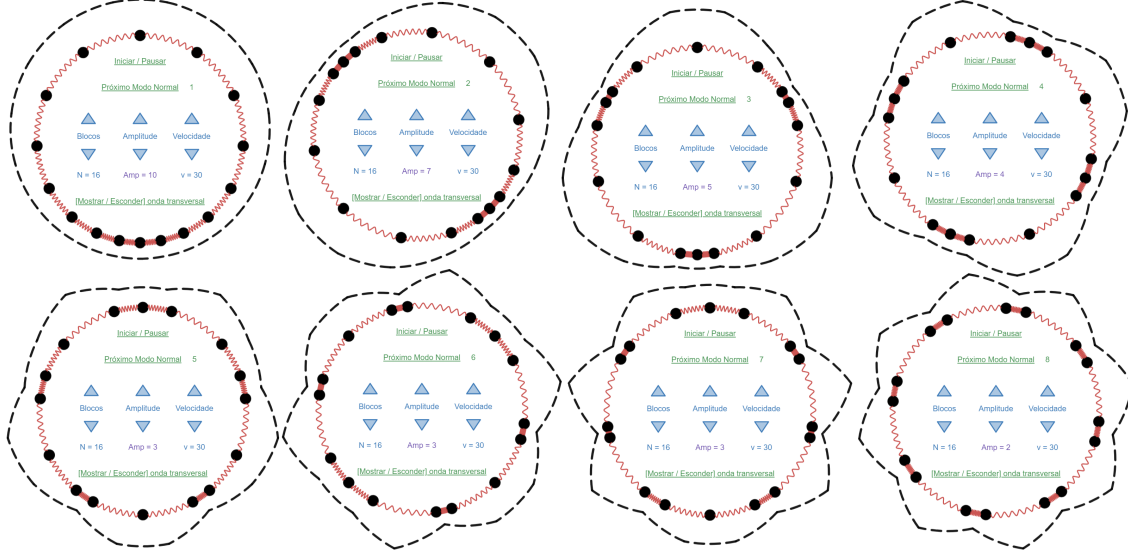 Iniciar / Pausar
Próximo Modo Normal 1
Blocos Amplitude Velocidade
N = 16 Amp = 10 v = 30
[Mostrar / Esconder] onda transversal
Iniciar / Pausar
Próximo Modo Normal 2
Blocos Amplitude Velocidade
N = 16 Amp = 7 v = 30
[Mostrar / Esconder] onda transversal
Iniciar / Pausar
Próximo Modo Normal 3
Blocos Amplitude Velocidade
N = 16 Amp = 5 v = 30
[Mostrar / Esconder] onda transversal
Iniciar / Pausar
Próximo Modo Normal 4
Blocos Amplitude Velocidade
N = 16 Amp = 4 v = 30
[Mostrar / Esconder] onda transversal
Iniciar / Pausar
Próximo Modo Normal 5
Blocos Amplitude Velocidade
N = 16 Amp = 3 v = 30
[Mostrar / Esconder] onda transversal
Iniciar / Pausar
Próximo Modo Normal 6
Blocos Amplitude Velocidade
N = 16 Amp = 3 v = 30
[Mostrar / Esconder] onda transversal
Iniciar / Pausar
Próximo Modo Normal 7
Blocos Amplitude Velocidade
N = 16 Amp = 3 v = 30
[Mostrar / Esconder] onda transversal
Iniciar / Pausar
Próximo Modo Normal 8
Blocos Amplitude Velocidade
N = 16 Amp = 2 v = 30
[Mostrar / Esconder] onda transversal